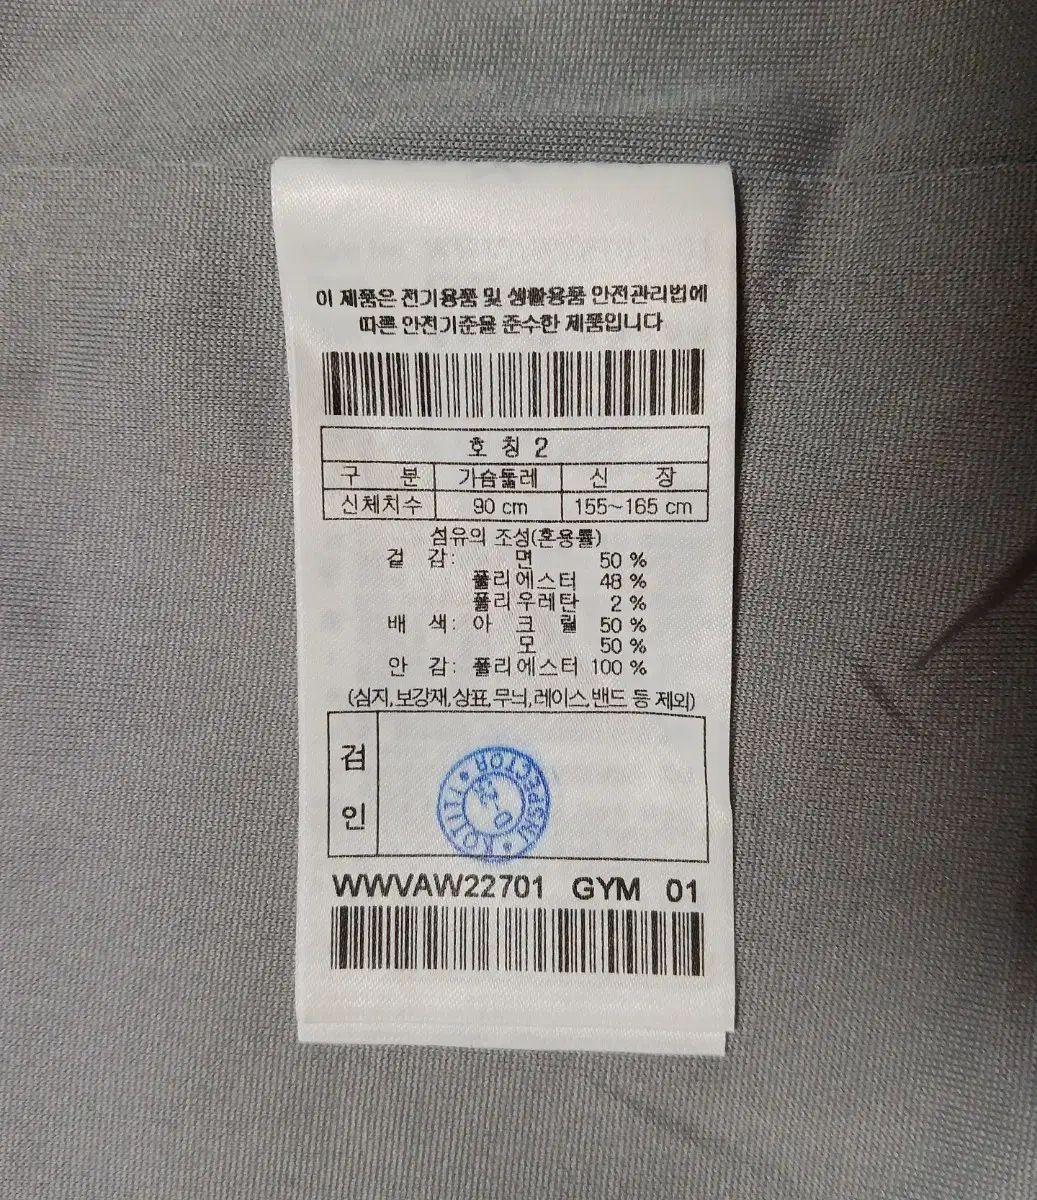 이 제품은 전기용품 및 생활용품 안전관리법에
따른 안전기준을 준수한 제품입니다
호 칭 2
구 분 가슴둘레 신 장
신체치수 90 cm 155~165 cm
섬유의 조성(혼용률)
겉 감: 면 50 %
폴리에스터 48 %
폴리우레탄 2 %
배 색: 아 크 릴 50 %
모 50 %
안 감: 폴리에스터 100 %
(심지,보강재,상표,무늬,레이스,밴드 등 제외)
검
인
KOTITI INSPECTOR
WWVAW22701 GYM 01